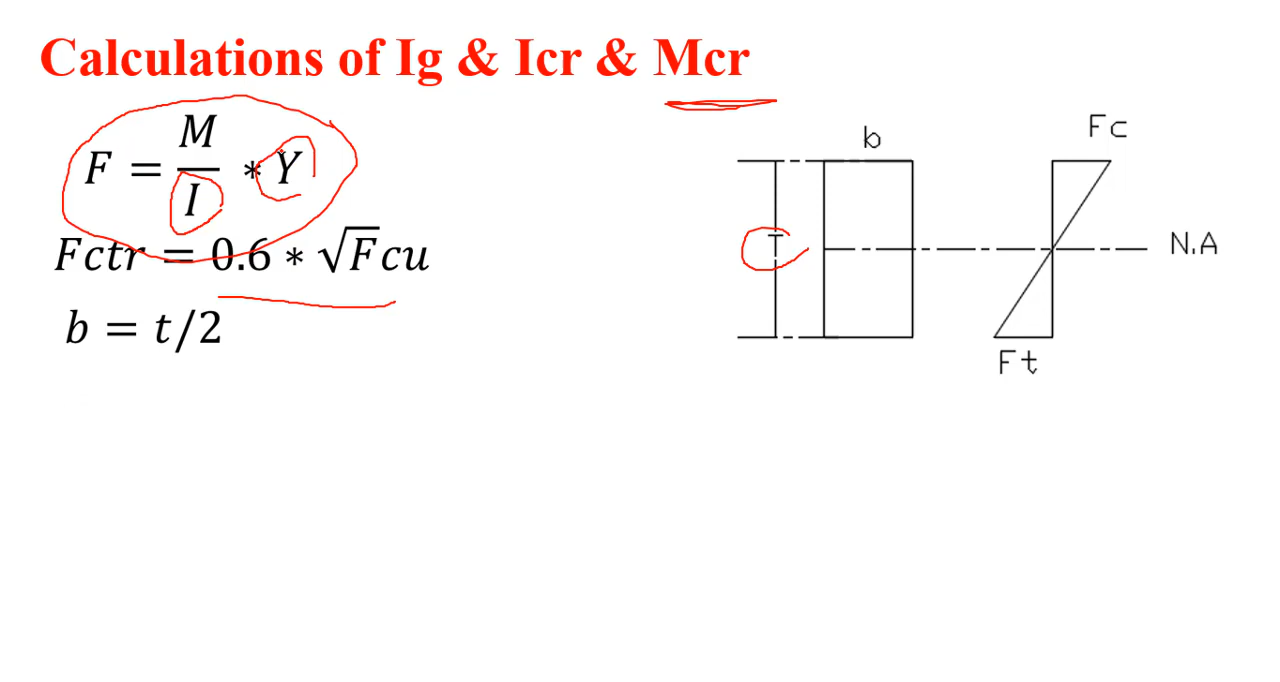 Calculations of Ig & Icr & Mcr
F = M/I * Y
Fctr = 0.6 * √Fcu
b = t/2
b
T
Fc
N.A
Ft